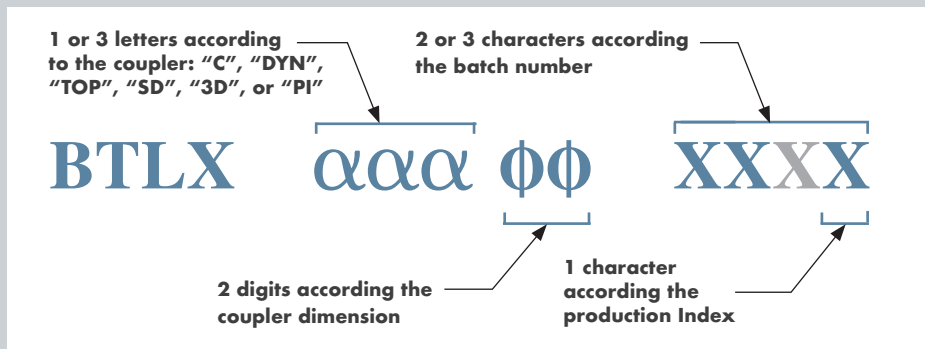 1 or 3 letters according
to the coupler: “C”, “DYN”,
“TOP”, “SD”, “3D”, or “PI”
2 or 3 characters according
the batch number
BTLX ααα ϕϕ XXXX
2 digits according the
coupler dimension
1 character
according the
production Index